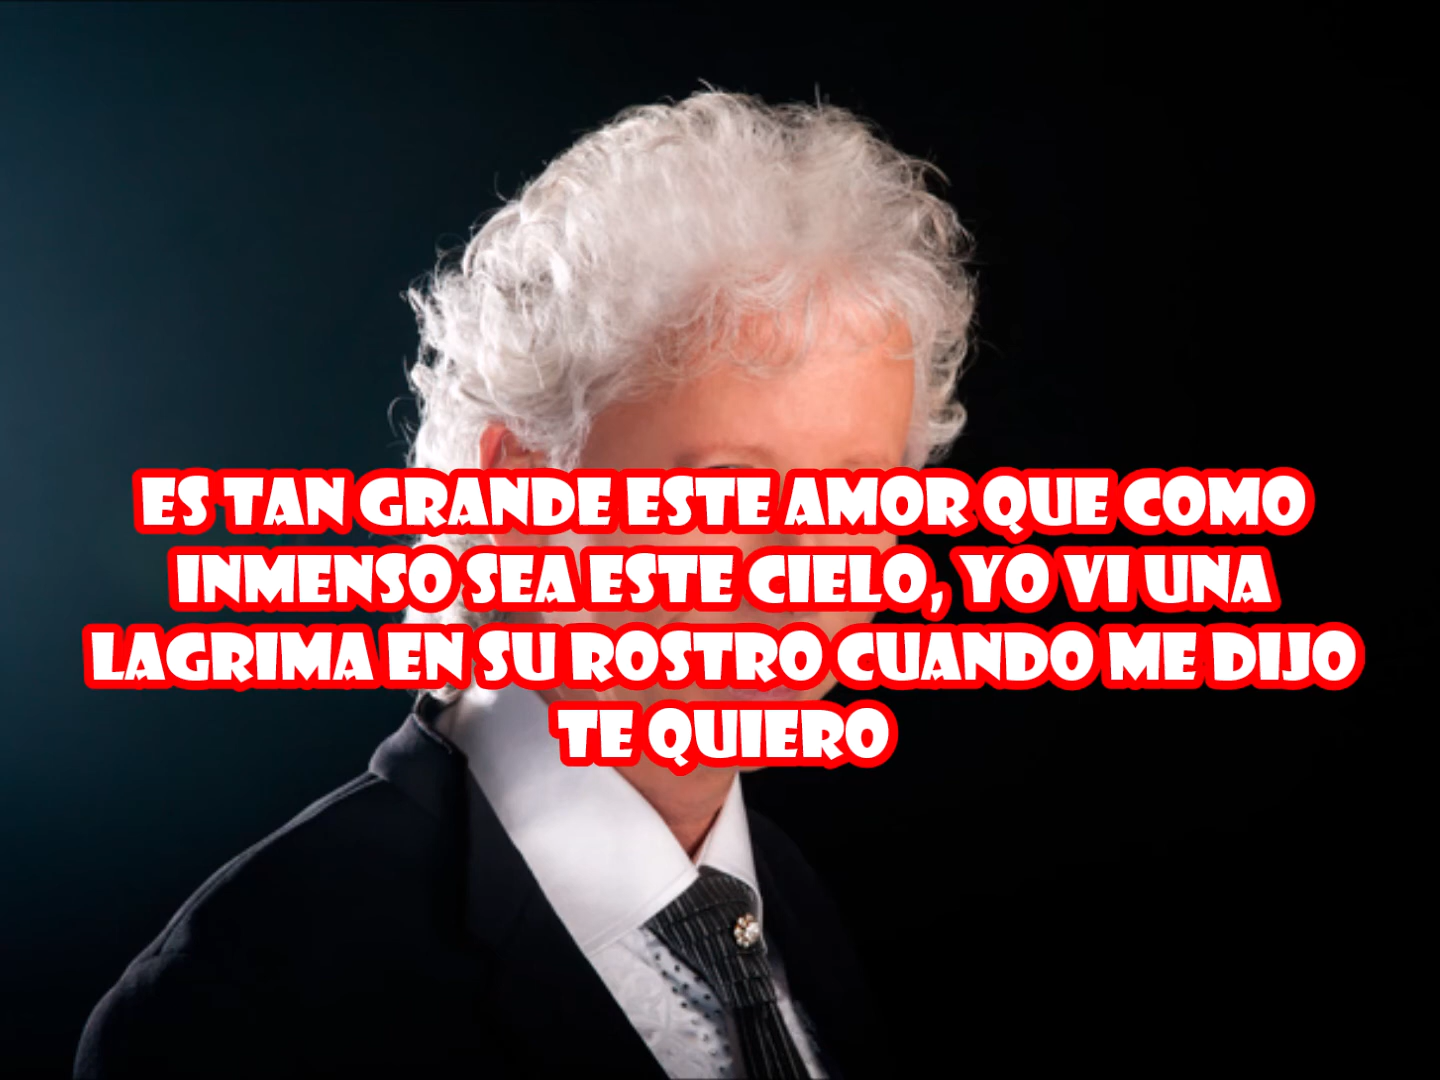 ES TAN GRANDE ESTE AMOR QUE COMO
INMENSO SEA ESTE CIELO, YO VI UNA
LAGRIMA EN SU ROSTRO CUANDO ME DIJO
TE QUIERO